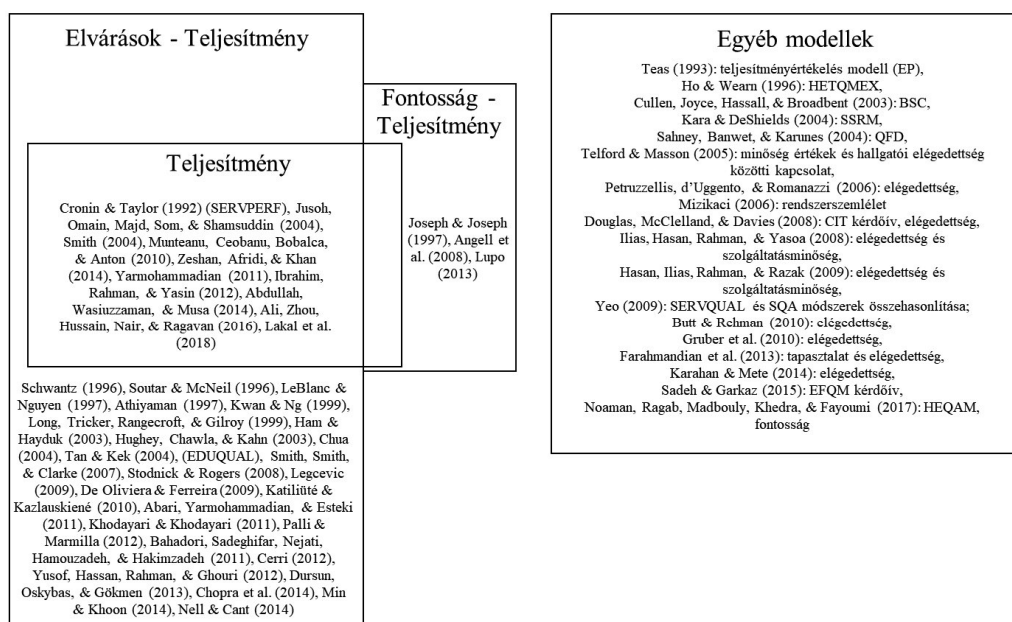 Elvárások - Teljesítmény
Fontosság -
Teljesítmény
Teljesítmény
Cronin & Taylor (1992) (SERVPERF), Jusoh,
Omain, Majd, Som, & Shamsuddin (2004),
Smith (2004), Munteanu, Ceobanu, Bobalca,
& Anton (2010), Zeshan, Afridi, & Khan
(2014), Yarmohammadian (2011), Ibrahim,
Rahman, & Yasin (2012), Abdullah,
Wasiuzzaman, & Musa (2014), Ali, Zhou,
Hussain, Nair, & Ragavan (2016), Lakal et al.
(2018)
Joseph & Joseph
(1997), Angell et
al. (2008), Lupo
(2013)
Schwantz (1996), Soutar & McNeil (1996), LeBlanc &
Nguyen (1997), Athiyaman (1997), Kwan & Ng (1999),
Long, Tricker, Rangecroft, & Gilroy (1999), Ham &
Hayduk (2003), Hughey, Chawla, & Kahn (2003), Chua
(2004), Tan & Kek (2004), (EDUQUAL), Smith, Smith,
& Clarke (2007), Stodnick & Rogers (2008), Legcevic
(2009), De Oliviera & Ferreira (2009), Katiliūté &
Kazlauskiené (2010), Abari, Yarmohammadian, & Esteki
(2011), Khodayari & Khodayari (2011), Palli &
Marmilla (2012), Bahadori, Sadeghifar, Nejati,
Hamouzadeh, & Hakimzadeh (2011), Cerri (2012),
Yusof, Hassan, Rahman, & Ghouri (2012), Dursun,
Oskybas, & Gökmen (2013), Chopra et al. (2014), Min
& Khoon (2014), Nell & Cant (2014)
Egyéb modellek
Teas (1993): teljesítményértékelés modell (EP),
Ho & Wearn (1996): HETQMEX,
Cullen, Joyce, Hassall, & Broadbent (2003): BSC,
Kara & DeShields (2004): SSRM,
Sahney, Banwet, & Karunes (2004): QFD,
Telford & Masson (2005): minőség értékek és hallgatói elégedettség
közötti kapcsolat,
Petruzzellis, d’Uggento, & Romanazzi (2006): elégedettség,
Mizikaci (2006): rendszerszemlélet
Douglas, McClelland, & Davies (2008): CIT kérdőív, elégedettség,
Ilias, Hasan, Rahman, & Yasoa (2008): elégedettség és
szolgáltatásminőség,
Hasan, Ilias, Rahman, & Razak (2009): elégedettség és
szolgáltatásminőség,
Yeo (2009): SERVQUAL és SQA módszerek összehasonlítása;
Butt & Rehman (2010): elégedettség,
Gruber et al. (2010): elégedettség,
Farahmandian et al. (2013): tapasztalat és elégedettség,
Karahan & Mete (2014): elégedettség,
Sadeh & Garkaz (2015): EFQM kérdőív,
Noaman, Ragab, Madbouly, Khedra, & Fayoumi (2017): HEQAM,
fontosság